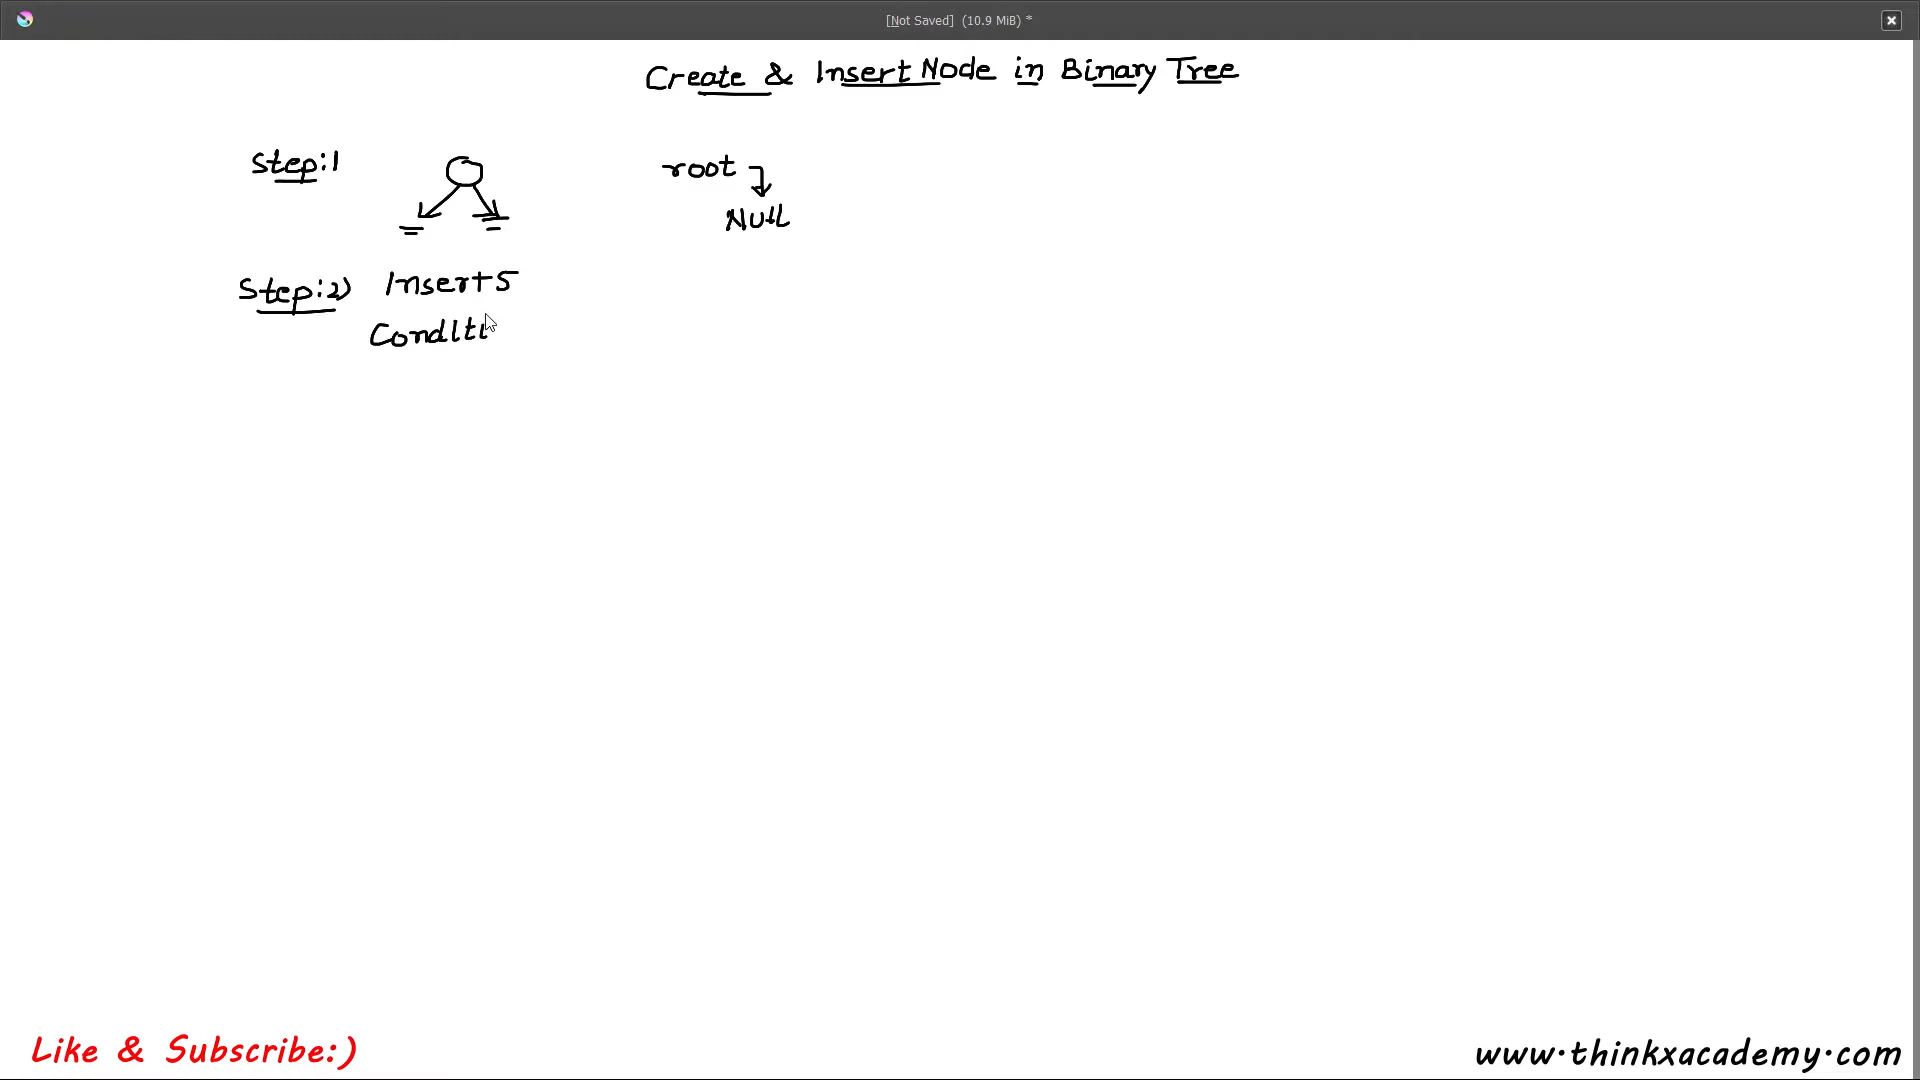 [Not Saved] (10.9 MiB) *
Create & Insert Node in Binary Tree
Step:1
root
Null
Step:2) Insert 5
Conditi
Like & Subscribe:)
www.thinkxacademy.com